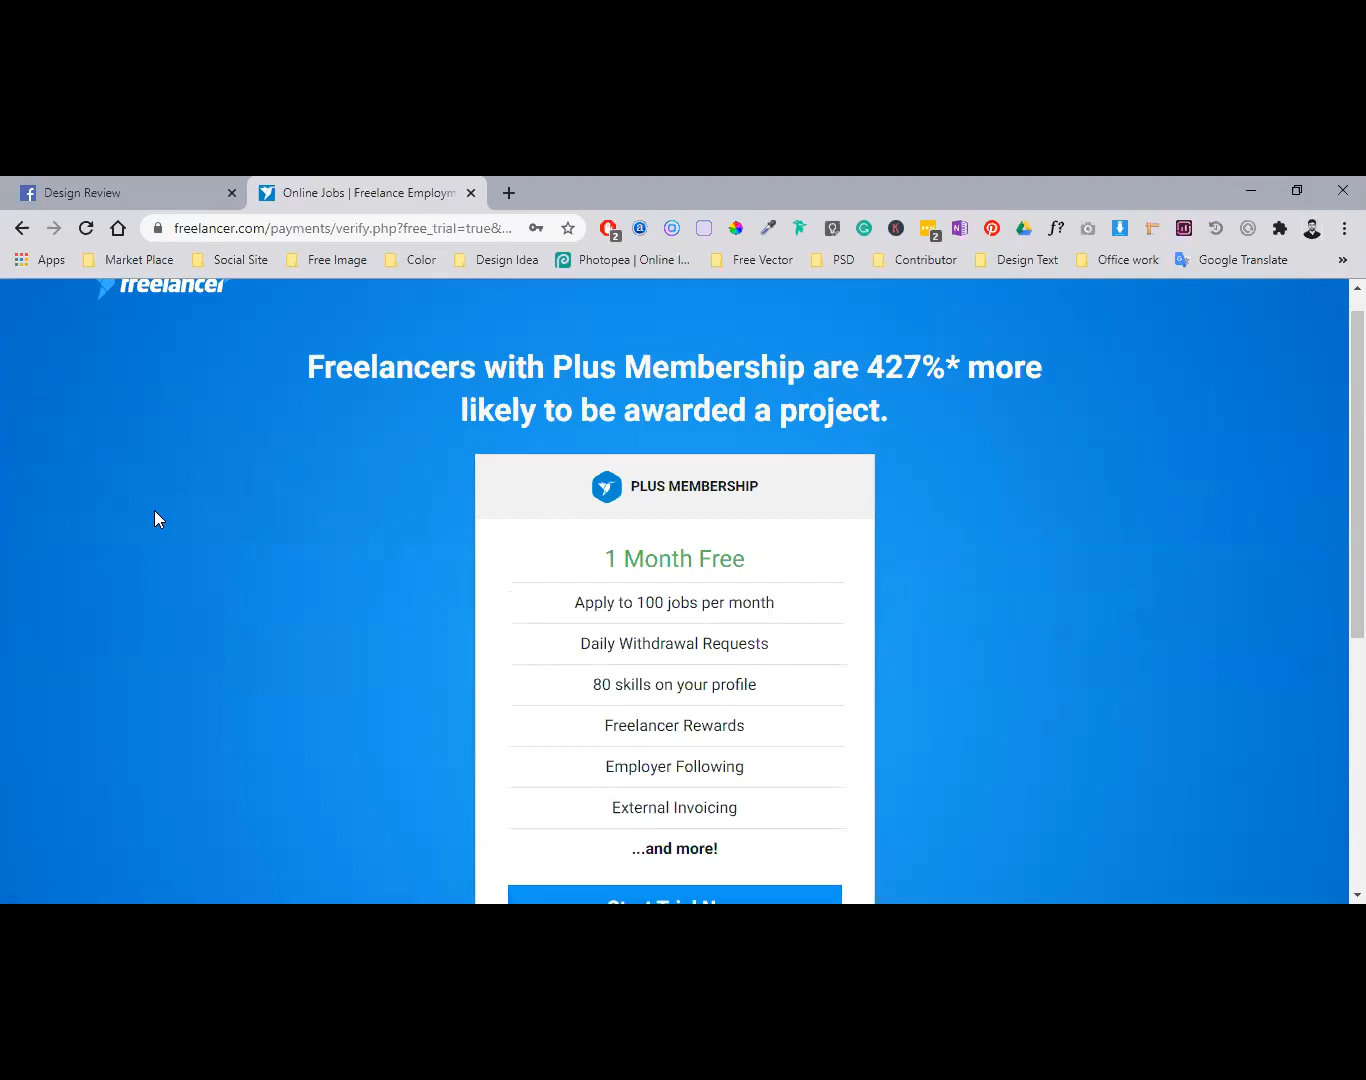 Design Review
Online Jobs | Freelance Employm
freelancer.com/payments/verify.php?free_trial=true&...
2
2
Apps
Market Place
Social Site
Free Image
Color
Design Idea
Photopea | Online I...
Free Vector
PSD
Contributor
Design Text
Office work
Google Translate
»
freelancer
Freelancers with Plus Membership are 427%* more
likely to be awarded a project.
PLUS MEMBERSHIP
1 Month Free
Apply to 100 jobs per month
Daily Withdrawal Requests
80 skills on your profile
Freelancer Rewards
Employer Following
External Invoicing
...and more!